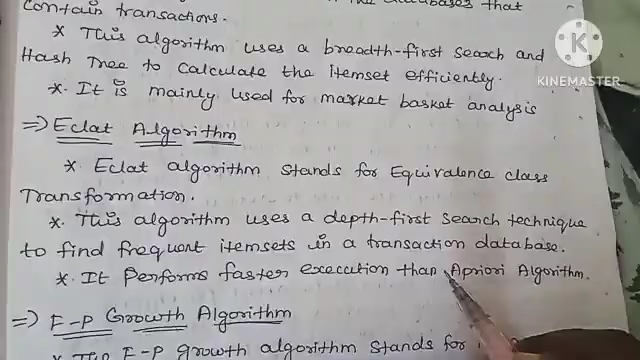 contain transactions. databases that
* This algorithm uses a breadth-first search and
Hash Tree to calculate the itemset efficiently.
* It is mainly used for market basket analysis
⇒ Eclat Algorithm
* Eclat algorithm stands for Equivalence class
Transformation.
* This algorithm uses a depth-first search technique
to find frequent itemsets in a transaction database.
* It Performs faster execution than Apriori Algorithm.
⇒ F-P Growth Algorithm
* The F-P growth algorithm stands for
KINEMASTER